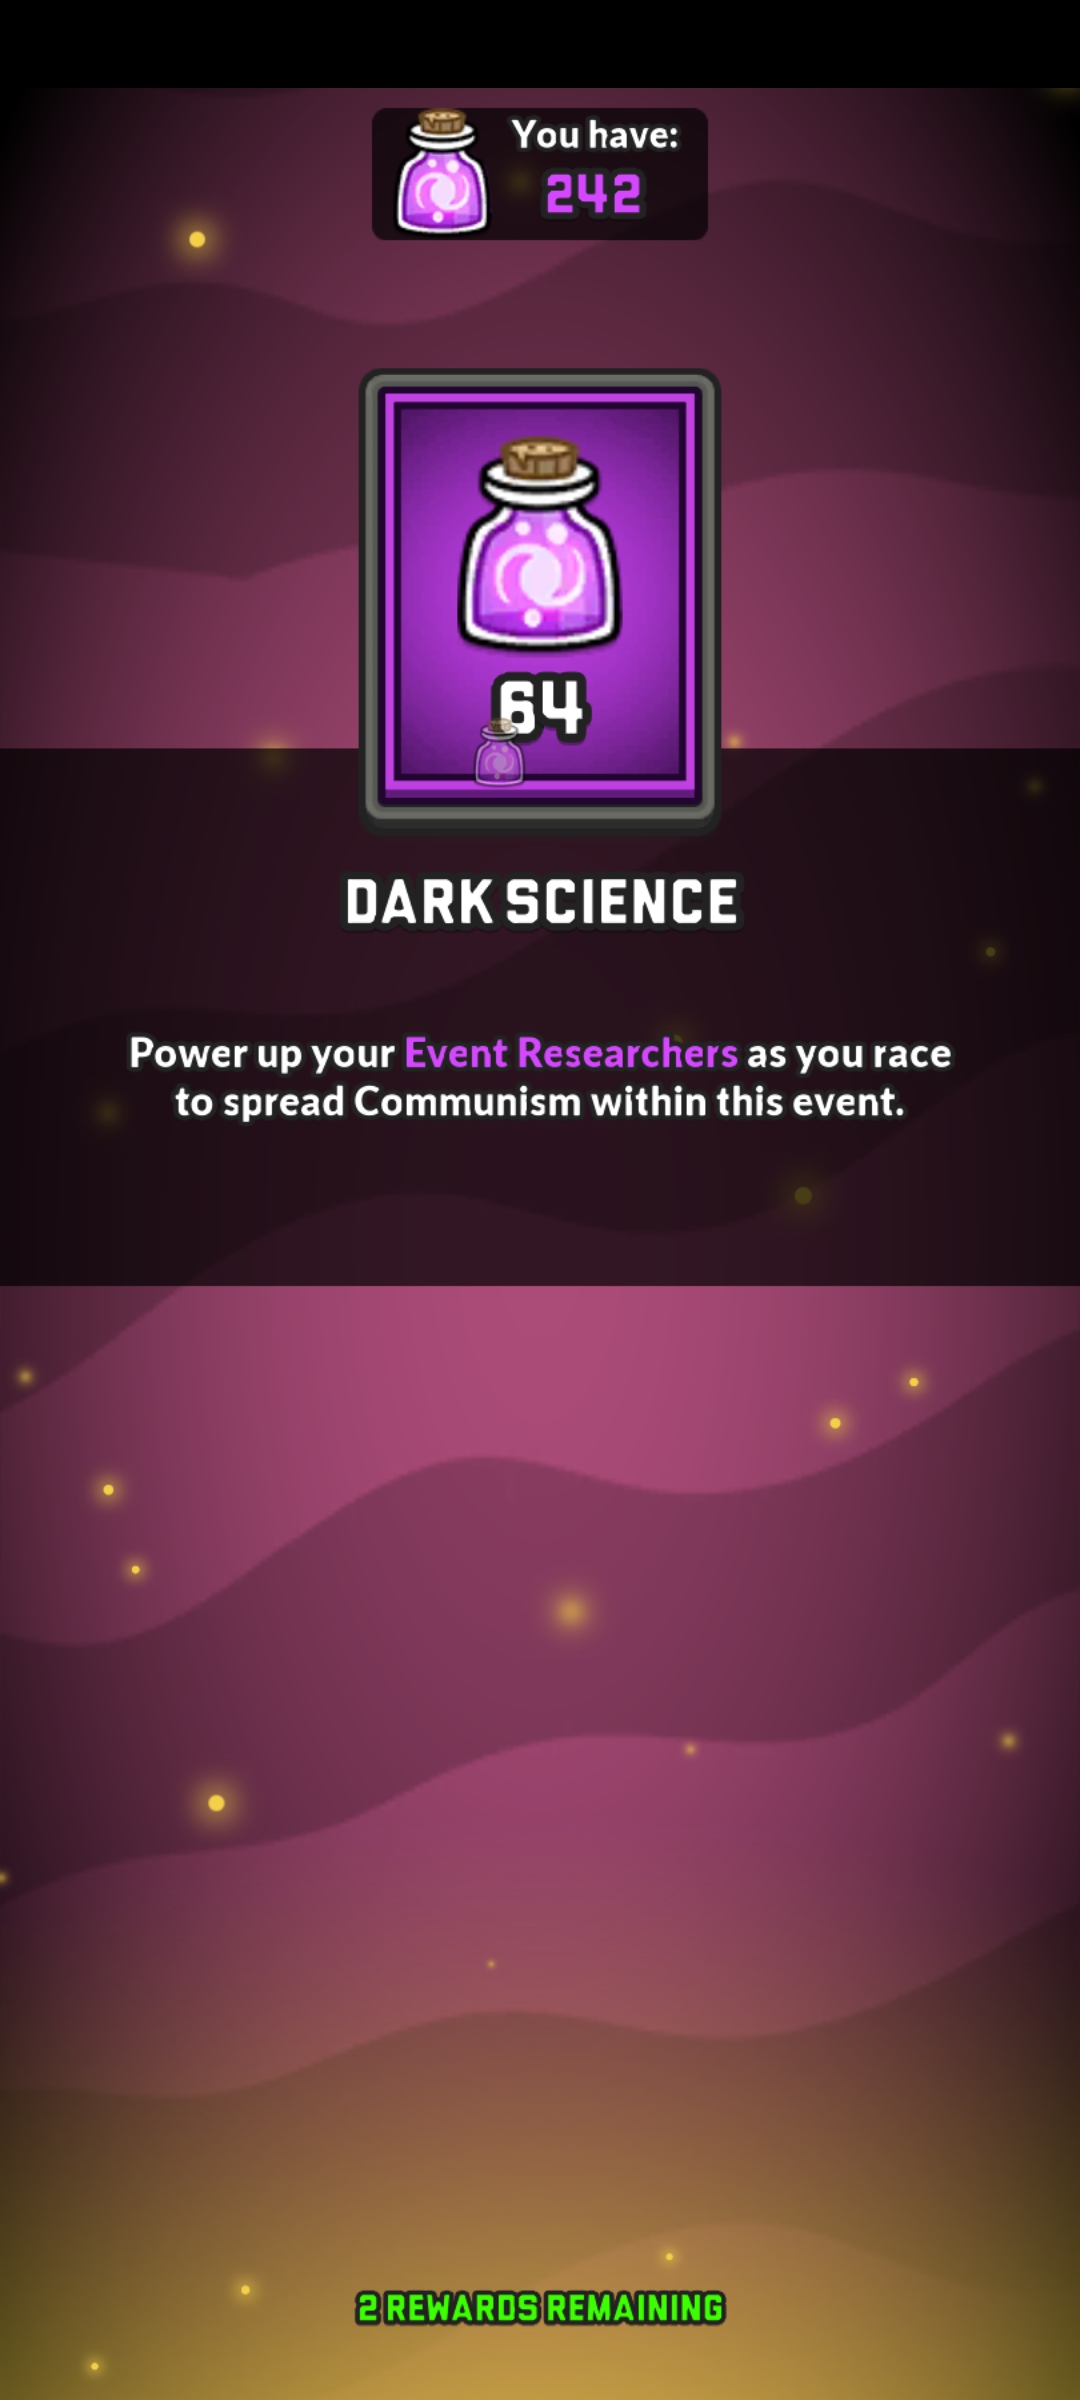 You have:
242
64
DARK SCIENCE
Power up your Event Researchers as you race
to spread Communism within this event.
2 REWARDS REMAINING